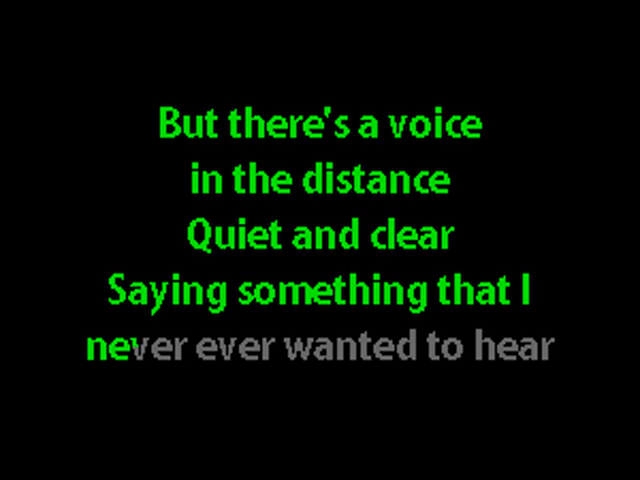 But there's a voice
in the distance
Quiet and clear
Saying something that I
never ever wanted to hear